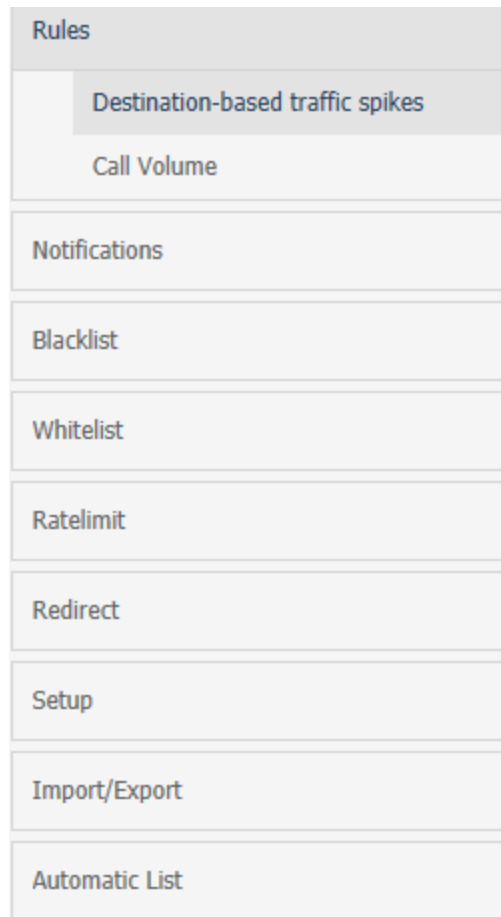 Rules
Destination-based traffic spikes
Call Volume
Notifications
Blacklist
Whitelist
Ratelimit
Redirect
Setup
Import/Export
Automatic List